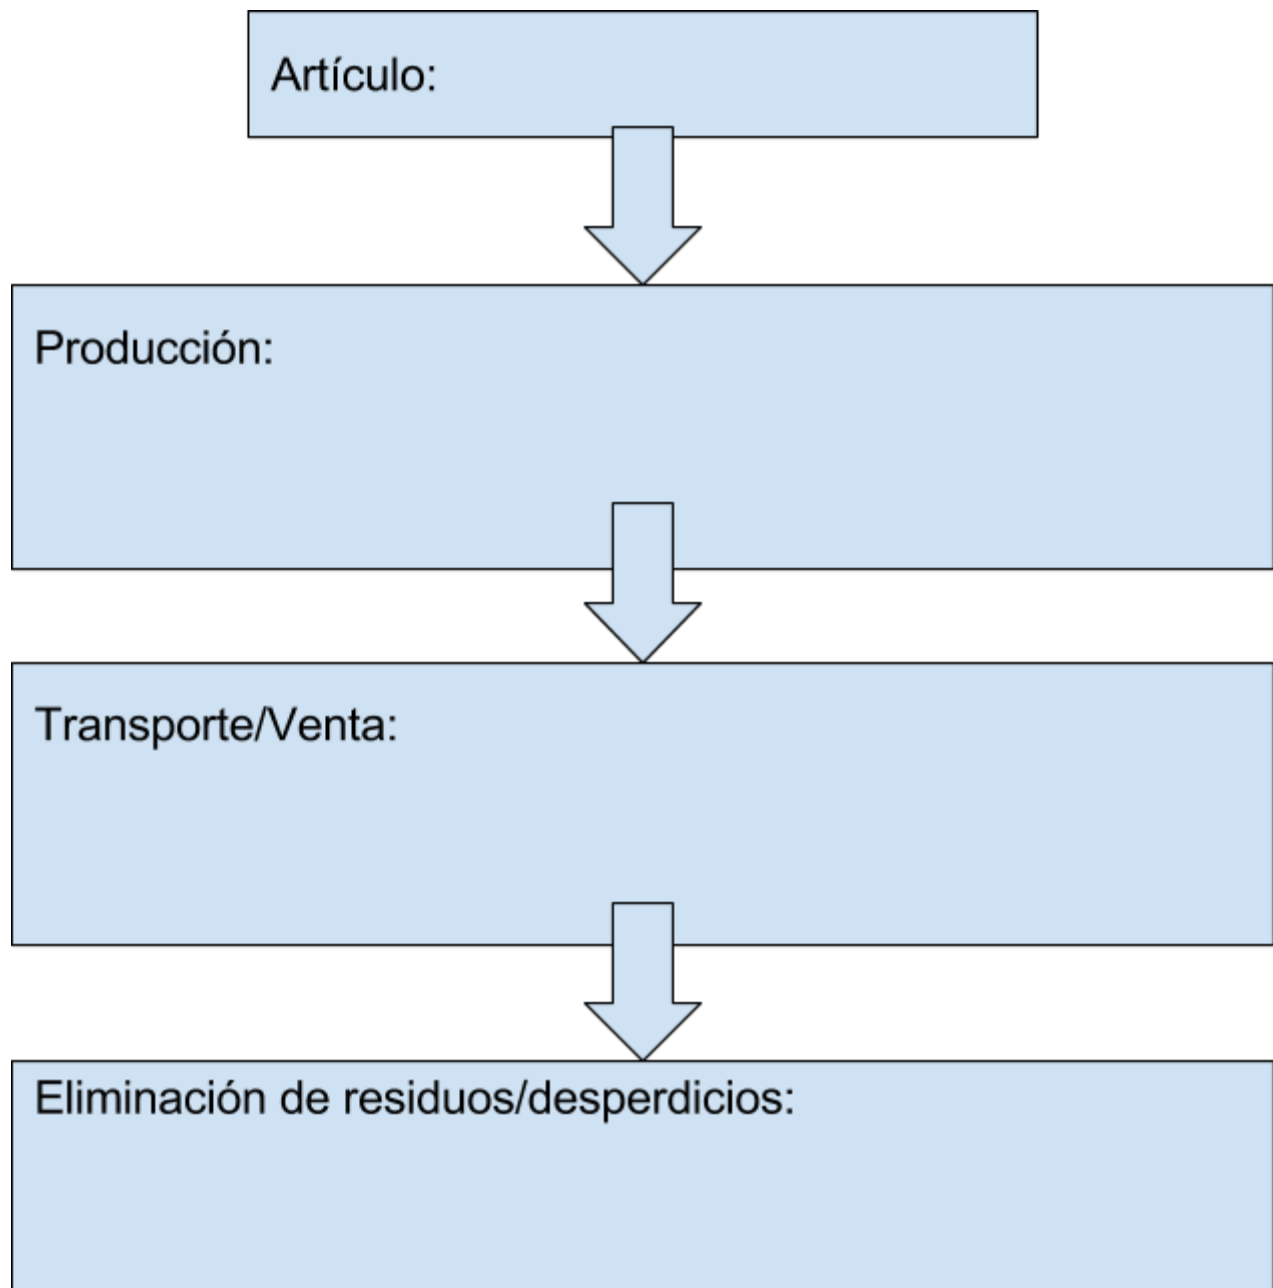 Artículo:
Producción:
Transporte/Venta:
Eliminación de residuos/desperdicios: